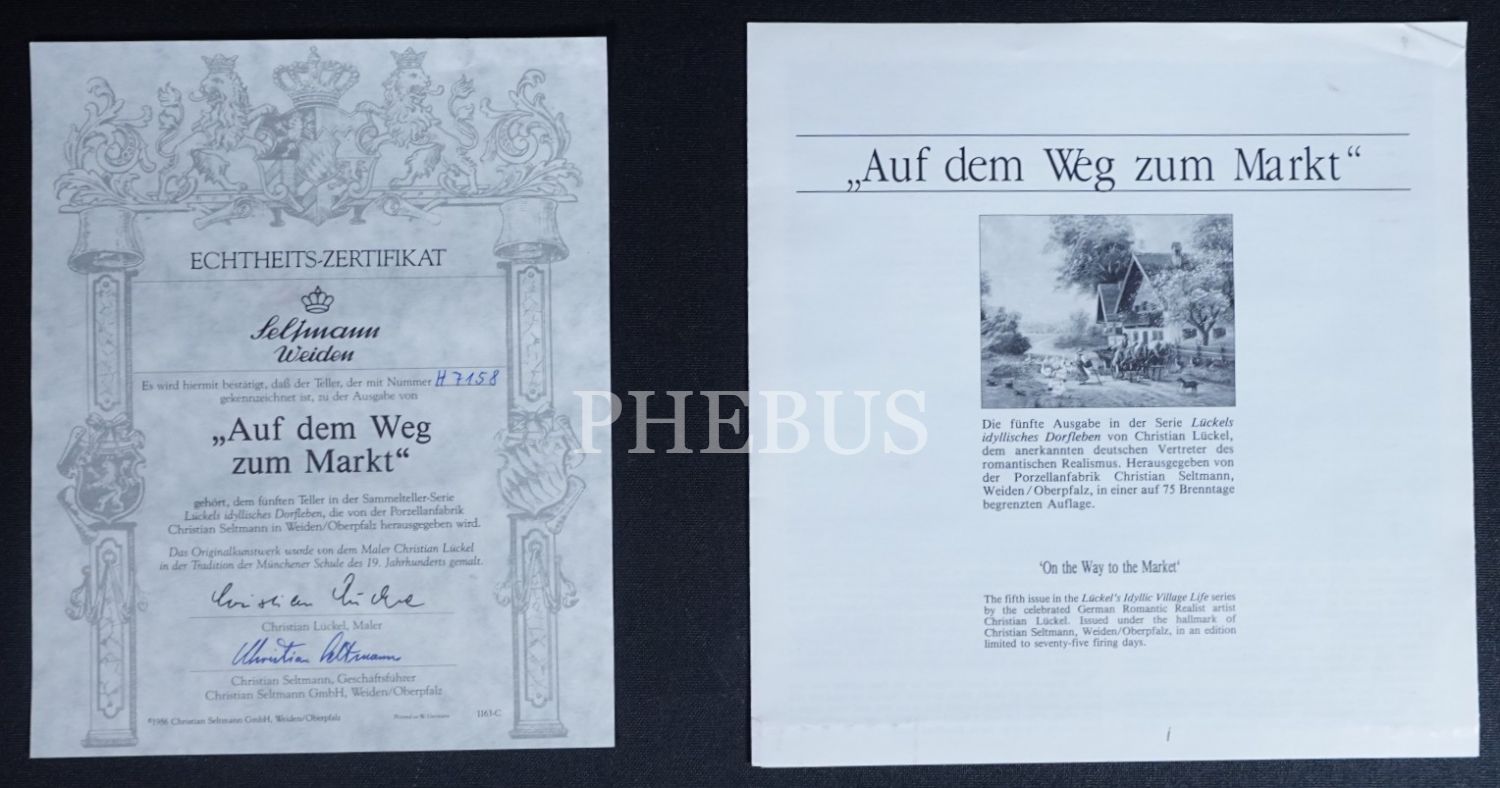 ECHTHEITS-ZERTIFIKAT
Seltmann
Weiden
Es wird hiermit bestätigt, daß der Teller, der mit Nummer H 7158
gekennzeichnet ist, zu der Ausgabe von
„Auf dem Weg
zum Markt“
gehört, dem fünften Teller in der Sammelteller-Serie
Lückels idyllisches Dorfleben, die von der Porzellanfabrik
Christian Seltmann in Weiden/Oberpfalz herausgegeben wird.
Das Originalkunstwerk wurde von dem Maler Christian Lückel
in der Tradition der Münchener Schule des 19. Jahrhunderts gemalt.
Christian Lückel
Christian Lückel, Maler
Christian Seltmann
Christian Seltmann, Geschäftsführer
Christian Seltmann GmbH, Weiden/Oberpfalz
©1986 Christian Seltmann GmbH, Weiden/Oberpfalz
Printed in W. Germany
1163-C
„Auf dem Weg zum Markt“
Die fünfte Ausgabe in der Serie Lückels
idyllisches Dorfleben von Christian Lückel,
dem anerkannten deutschen Vertreter des
romantischen Realismus. Herausgegeben von
der Porzellanfabrik Christian Seltmann,
Weiden/Oberpfalz, in einer auf 75 Brenntage
begrenzten Auflage.
'On the Way to the Market'
The fifth issue in the Lückel's Idyllic Village Life series
by the celebrated German Romantic Realist artist
Christian Lückel. Issued under the hallmark of
Christian Seltmann, Weiden/Oberpfalz, in an edition
limited to seventy-five firing days.
i
PHEBUS